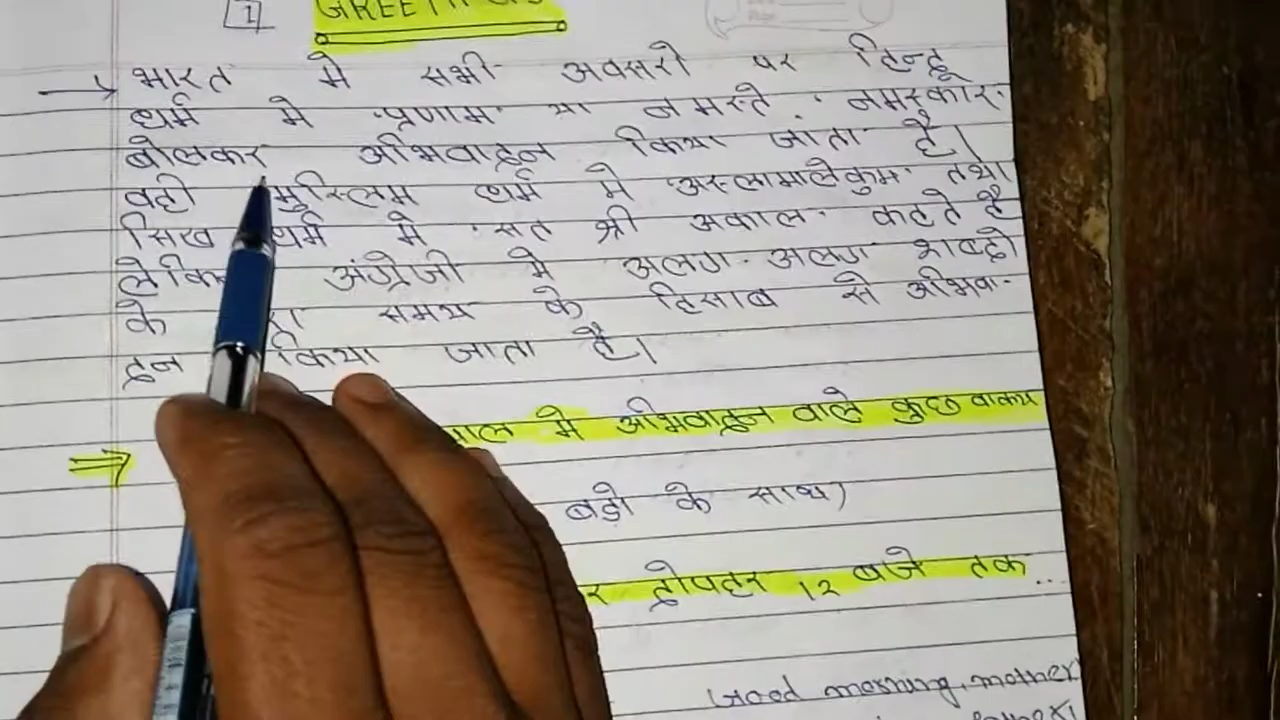 1
GREETINGS
भारत मे सभी अवसरो पर हिन्दू
धर्म मे 'प्रणाम' या नमस्ते, नमस्कार
बोलकर अभिवादन किया जाता है।
वही मुस्लिम धर्म मे 'अस्लामालेकुम' तथा
सिख धर्म मे 'सत श्री अकाल' कहते है
अंग्रेजी मे अलग-अलग शब्दो
के समय के हिसाब से अभिवा-
दन किया जाता है।
मे अभिवादन वाले कुछ वाक्य
बड़ो के साथ)
दोपहर 12 बजे तक...
Good morning, mother